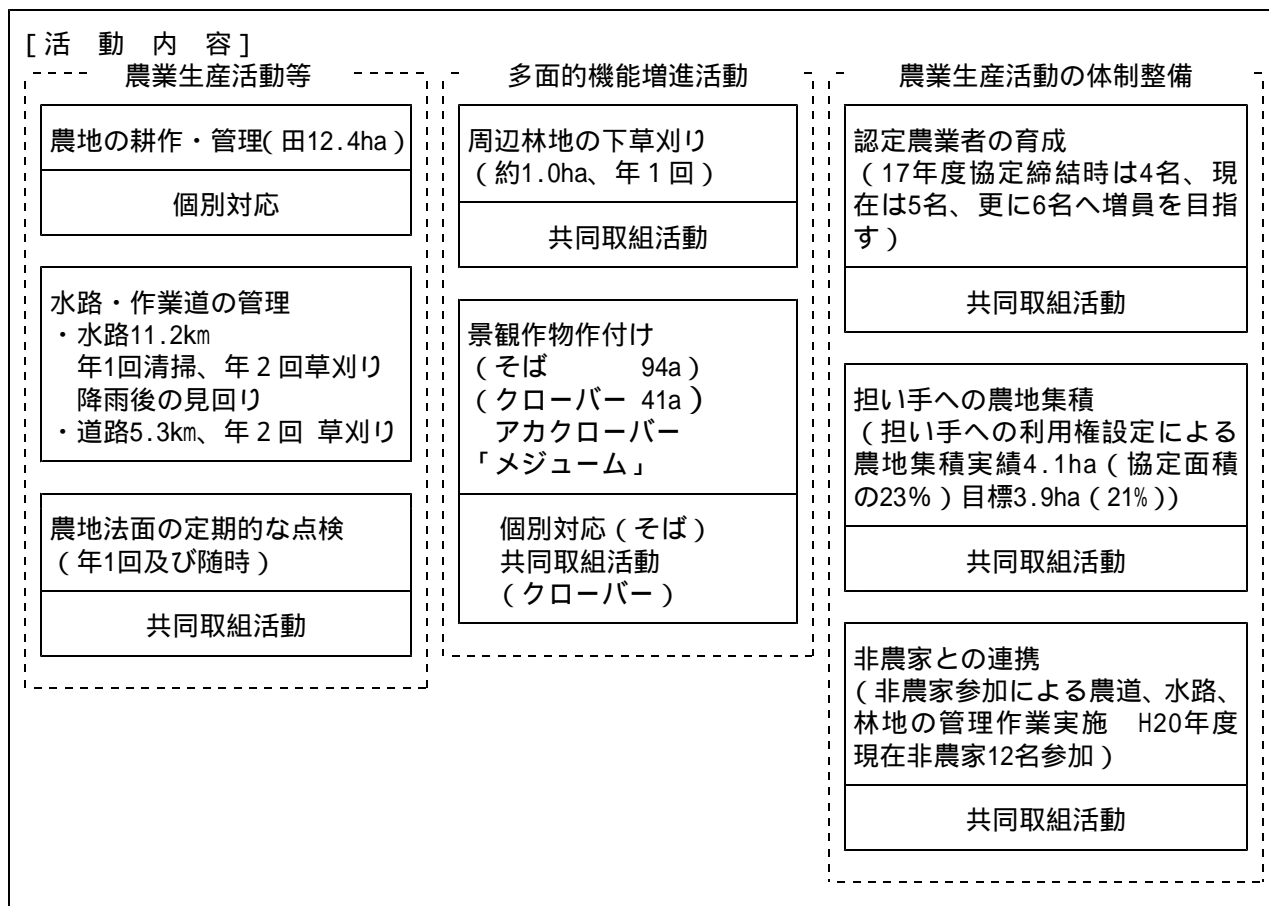 [活 動 内 容]
農業生産活動等
農地の耕作・管理(田12.4ha)
個別対応
水路・作業道の管理
・水路11.2km
年1回清掃、年２回草刈り
降雨後の見回り
・道路5.3km、年２回 草刈り
農地法面の定期的な点検
(年1回及び随時)
共同取組活動
多面的機能増進活動
周辺林地の下草刈り
(約1.0ha、年１回)
共同取組活動
景観作物作付け
(そば 94a)
(クローバー 41a)
アカクローバー
「メジューム」
個別対応(そば)
共同取組活動
(クローバー)
農業生産活動の体制整備
認定農業者の育成
(17年度協定締結時は4名、現
在は5名、更に6名へ増員を目指
す)
共同取組活動
担い手への農地集積
(担い手への利用権設定による
農地集積実績4.1ha(協定面積
の23%)目標3.9ha(21%))
共同取組活動
非農家との連携
(非農家参加による農道、水路、
林地の管理作業実施 H20年度
現在非農家12名参加)
共同取組活動